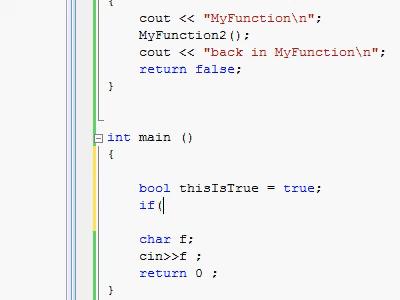 {
cout << "MyFunction\n";
MyFunction2();
cout << "back in MyFunction\n";
return false;
}
int main ()
{
bool thisIsTrue = true;
if(
char f;
cin>>f ;
return 0 ;
}